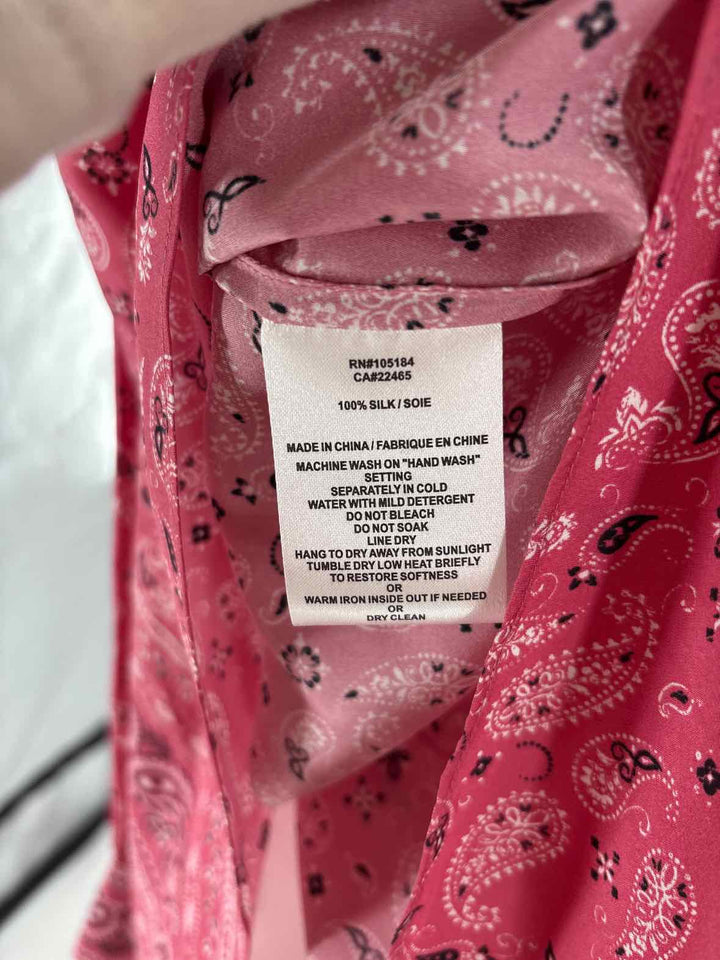 RN#105184
CA#22465
100% SILK / SOIE
MADE IN CHINA / FABRIQUE EN CHINE
MACHINE WASH ON "HAND WASH"
SETTING
SEPARATELY IN COLD
WATER WITH MILD DETERGENT
DO NOT BLEACH
DO NOT SOAK
LINE DRY
HANG TO DRY AWAY FROM SUNLIGHT
TUMBLE DRY LOW HEAT BRIEFLY
TO RESTORE SOFTNESS
OR
WARM IRON INSIDE OUT IF NEEDED
OR
DRY CLEAN